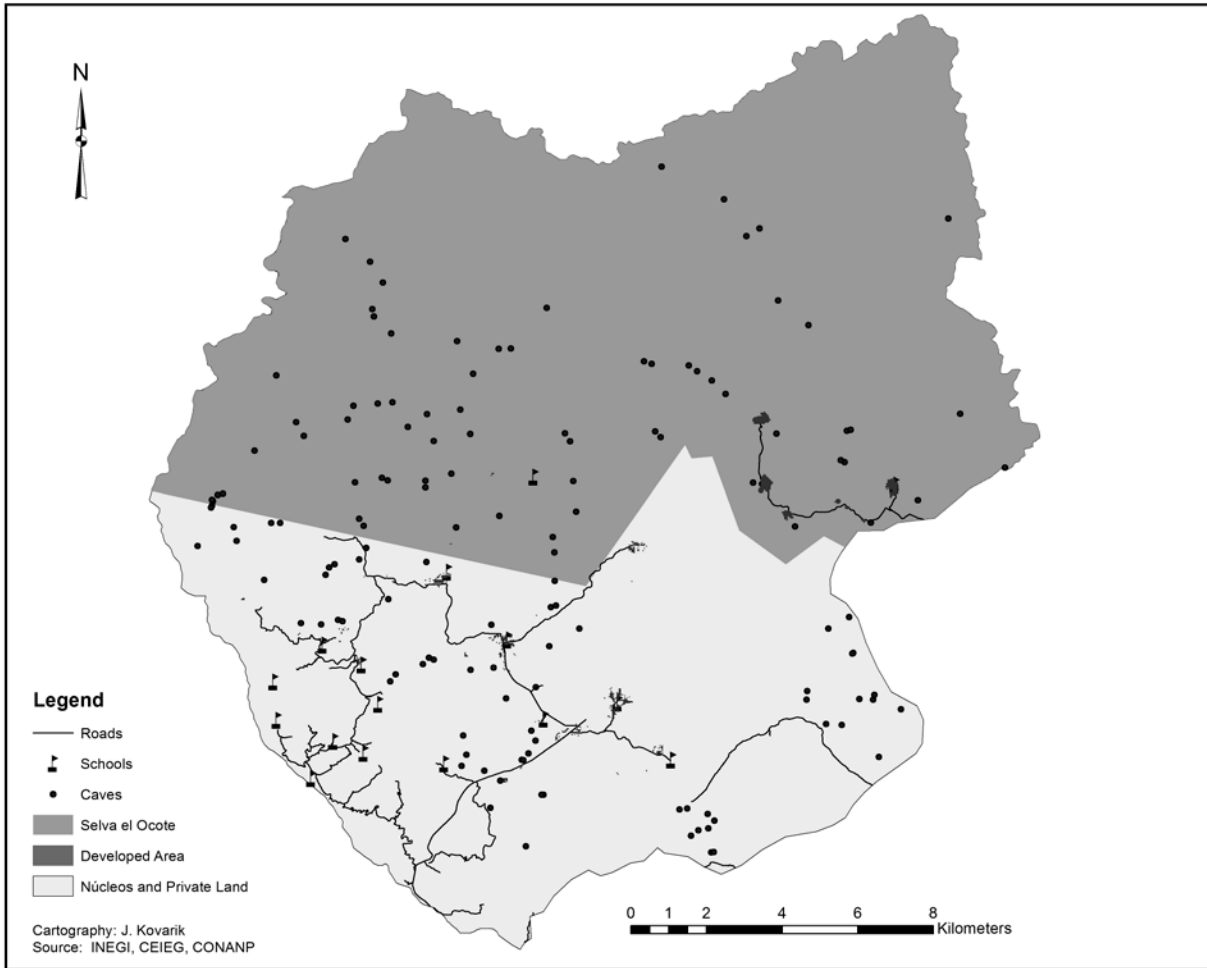 N
Legend
Roads
Schools
Caves
Selva el Ocote
Developed Area
Núcleos and Private Land
Cartography: J. Kovarik
Source: INEGI, CEIEG, CONANP
0 1 2 4 6 8
Kilometers